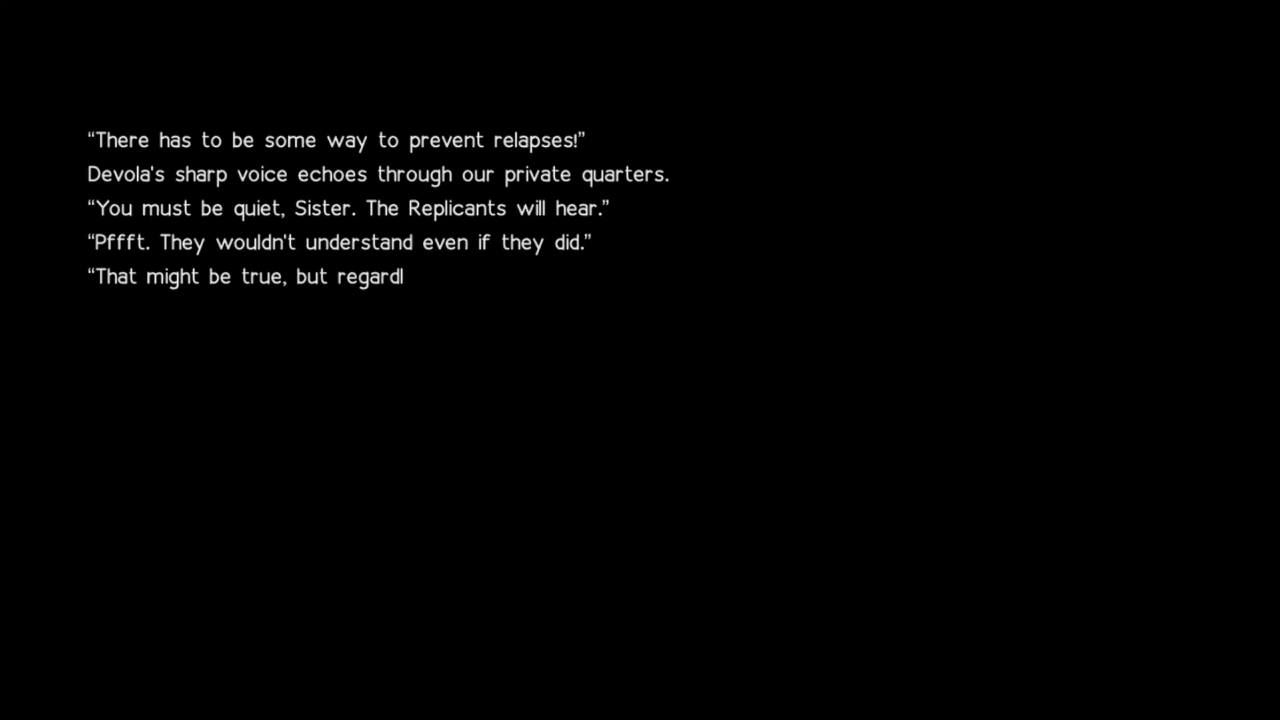 “There has to be some way to prevent relapses!”
Devola's sharp voice echoes through our private quarters.
“You must be quiet, Sister. The Replicants will hear.”
“Pffft. They wouldn't understand even if they did.”
“That might be true, but regardl